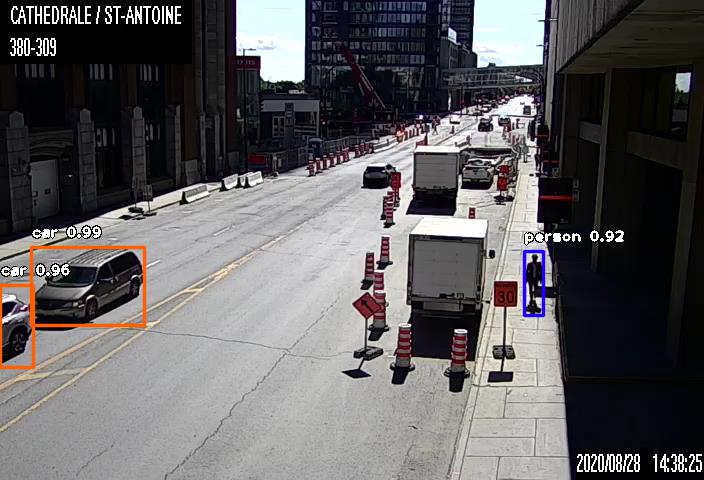 CATHEDRALE / ST-ANTOINE
380-309
car 0.99
person 0.92
car 0.96
30
2020/08/28 14:38:25